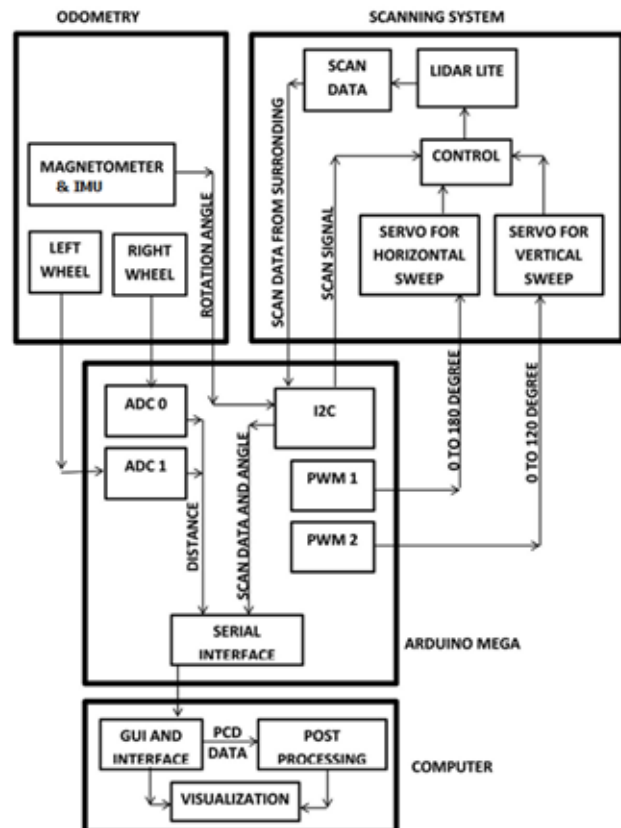 ODOMETRY
SCANNING SYSTEM
SCAN
DATA
LIDAR LITE
MAGNETOMETER
& IMU
CONTROL
LEFT
WHEEL
RIGHT
WHEEL
ROTATION ANGLE
SCAN DATA FROM SURRONDING
SCAN SIGNAL
SERVO FOR
HORIZONTAL
SWEEP
SERVO FOR
VERTICAL
SWEEP
ADC 0
I2C
0 TO 180 DEGREE
0 TO 120 DEGREE
ADC 1
PWM 1
DISTANCE
SCAN DATA AND ANGLE
PWM 2
SERIAL
INTERFACE
ARDUINO MEGA
GUI AND
INTERFACE
PCD
DATA
POST
PROCESSING
COMPUTER
VISUALIZATION